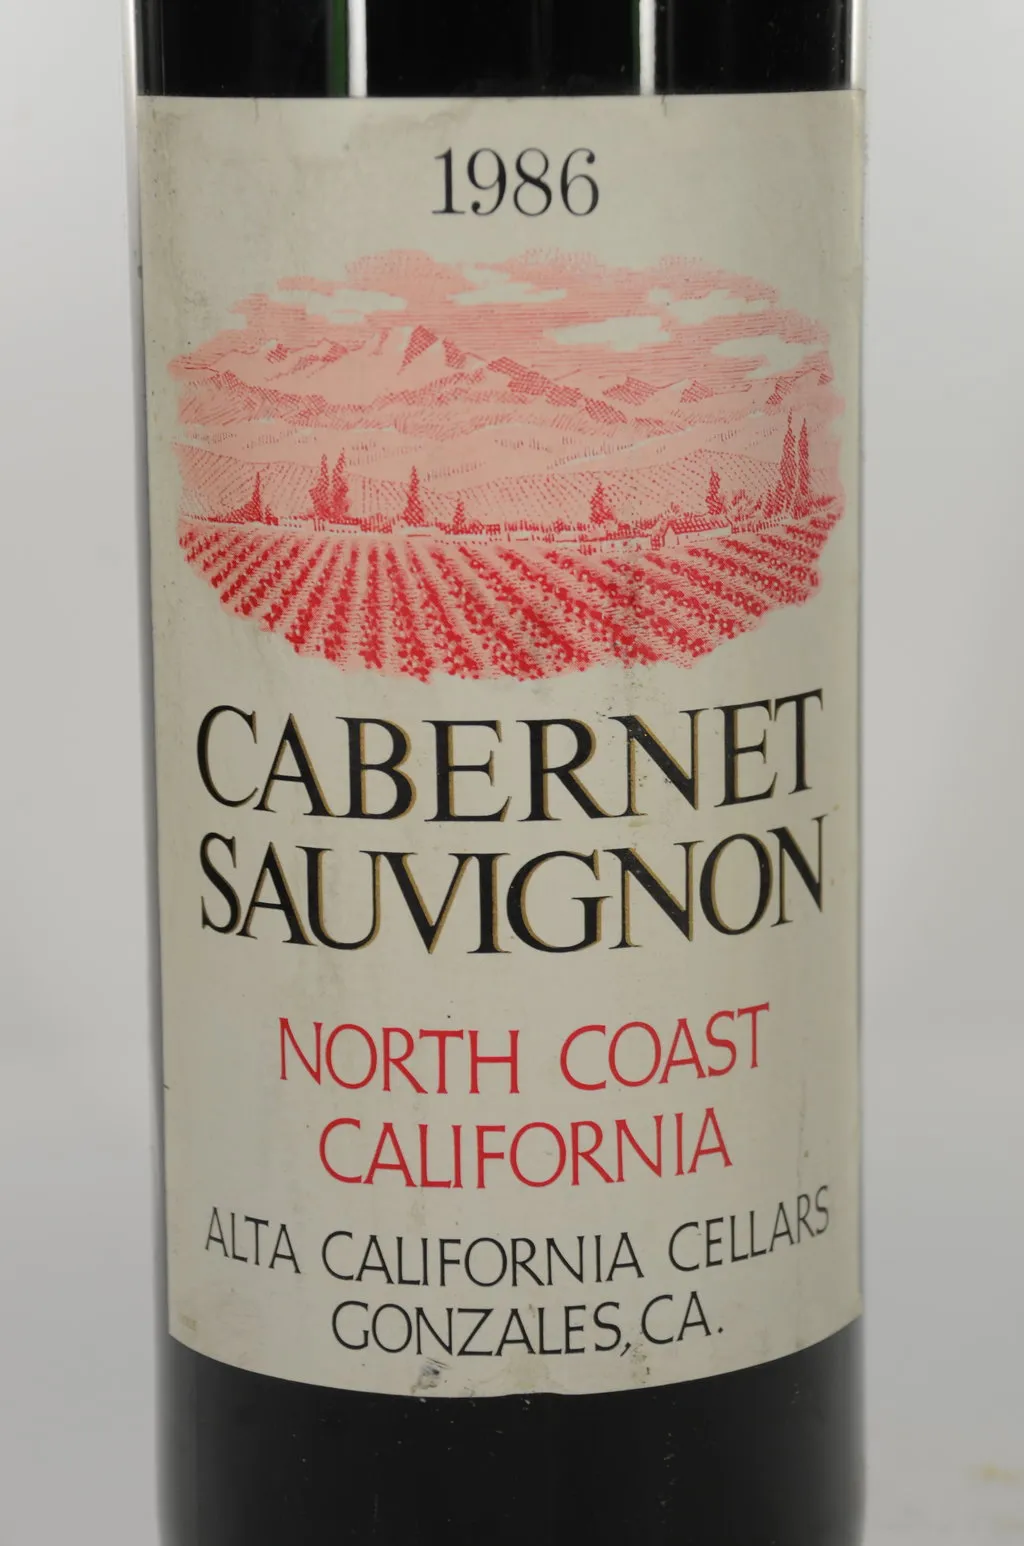 1986
CABERNET
SAUVIGNON
NORTH COAST
CALIFORNIA
ALTA CALIFORNIA CELLARS
GONZALES, CA.